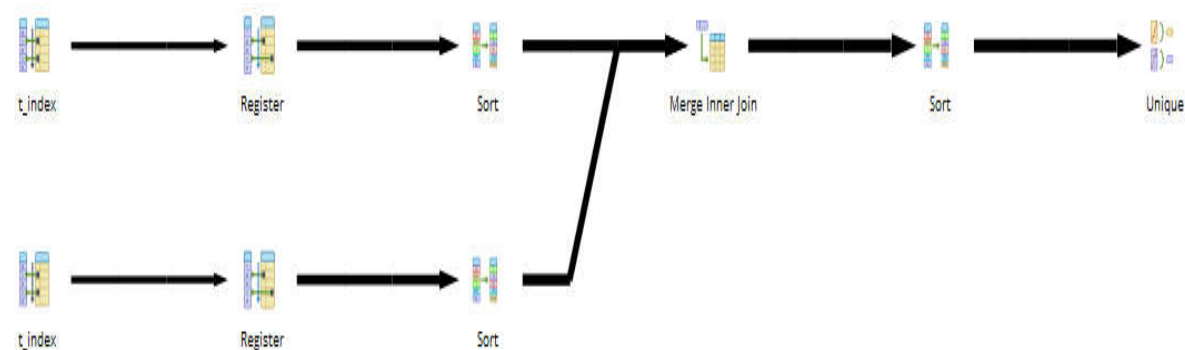 t_index Register Sort Merge Inner Join Sort Unique
t_index Register Sort